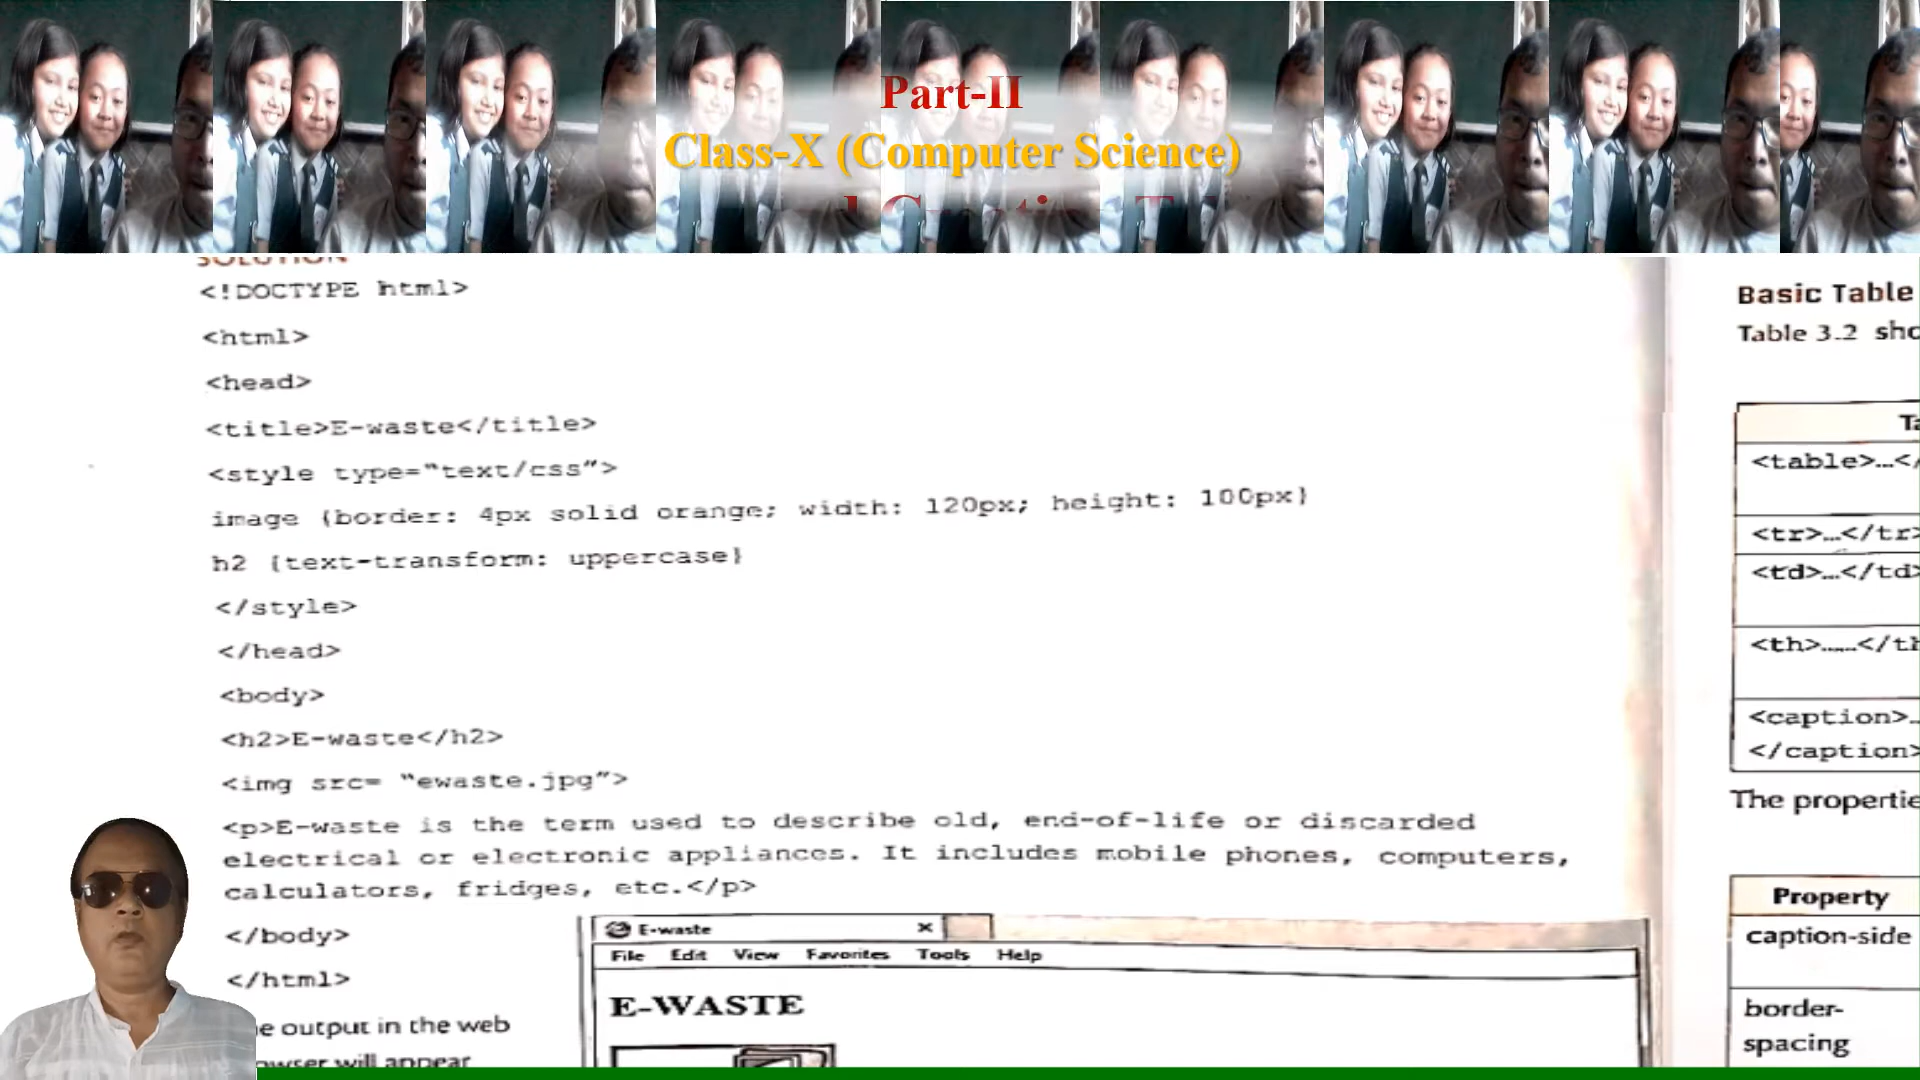 Part-II
Class-X (Computer Science)
SOLUTION
<!DOCTYPE html>
<html>
<head>
<title>E-waste</title>
<style type="text/css">
image {border: 4px solid orange; width: 120px; height: 100px}
h2 {text-transform: uppercase}
</style>
</head>
<body>
<h2>E-waste</h2>
<img src= "ewaste.jpg">
<p>E-waste is the term used to describe old, end-of-life or discarded
electrical or electronic appliances. It includes mobile phones, computers,
calculators, fridges, etc.</p>
</body>
</html>
e output in the web
owser will appear
E-waste
File Edit View Favorites Tools Help
E-WASTE
Basic Table
Table 3.2 sho
Ta
<table>…</
<tr>…</tr>
<td>…</td>
<th>……</th
<caption>…
</caption>
The propertie
Property
caption-side
border-
spacing